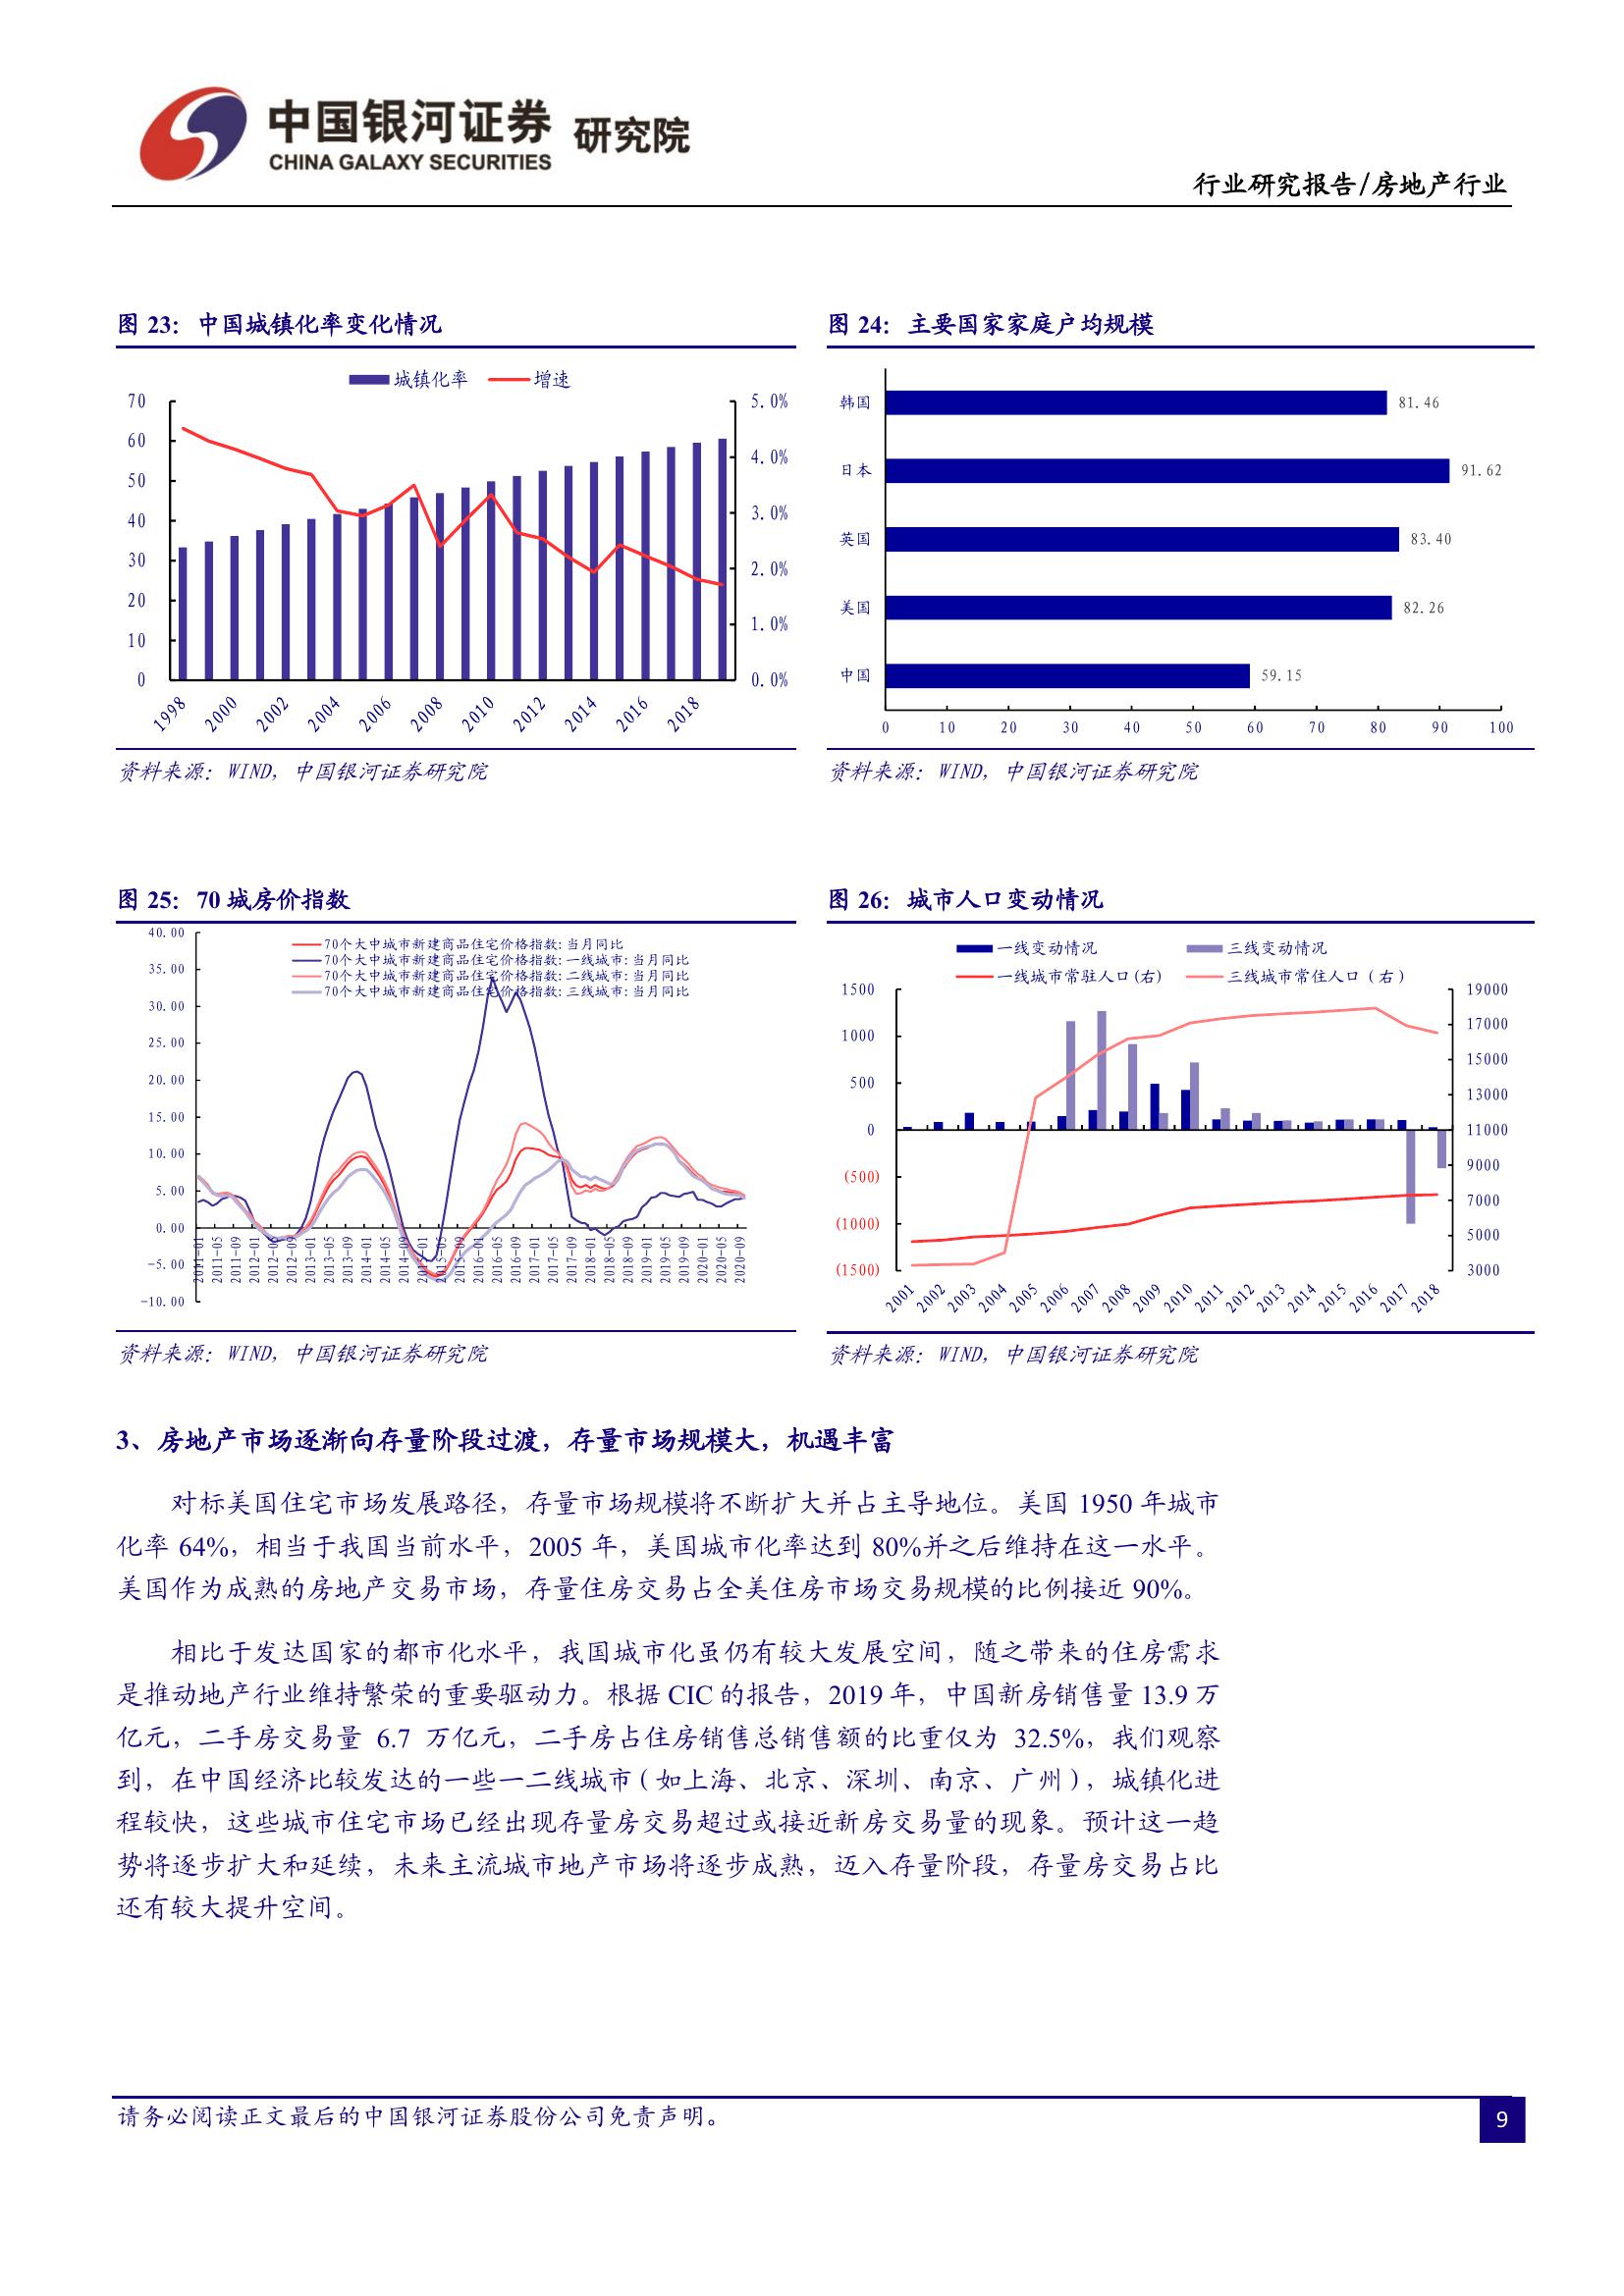 中国银河证券 研究院
CHINA GALAXY SECURITIES
行业研究报告/房地产行业
图 23：中国城镇化率变化情况
城镇化率 增速
70
60
50
40
30
20
10
0
5.0%
4.0%
3.0%
2.0%
1.0%
0.0%
1998 2000 2002 2004 2006 2008 2010 2012 2014 2016 2018
资料来源：WIND，中国银河证券研究院
图 24：主要国家家庭户均规模
韩国 81.46
日本 91.62
英国 83.40
美国 82.26
中国 59.15
0 10 20 30 40 50 60 70 80 90 100
资料来源：WIND，中国银河证券研究院
图 25：70 城房价指数
70个大中城市新建商品住宅价格指数:当月同比
70个大中城市新建商品住宅价格指数:一线城市:当月同比
70个大中城市新建商品住宅价格指数:二线城市:当月同比
70个大中城市新建商品住宅价格指数:三线城市:当月同比
40.00
35.00
30.00
25.00
20.00
15.00
10.00
5.00
0.00
-5.00
-10.00
2011-01 2011-05 2011-09 2012-01 2012-05 2012-09 2013-01 2013-05 2013-09 2014-01 2014-05 2014-09 2015-01 2015-05 2015-09 2016-01 2016-05 2016-09 2017-01 2017-05 2017-09 2018-01 2018-05 2018-09 2019-01 2019-05 2019-09 2020-01 2020-05 2020-09
资料来源：WIND，中国银河证券研究院
图 26：城市人口变动情况
一线变动情况 三线变动情况
一线城市常驻人口(右) 三线城市常住人口（右）
1500
1000
500
0
(500)
(1000)
(1500)
19000
17000
15000
13000
11000
9000
7000
5000
3000
2001 2002 2003 2004 2005 2006 2007 2008 2009 2010 2011 2012 2013 2014 2015 2016 2017 2018
资料来源：WIND，中国银河证券研究院
3、房地产市场逐渐向存量阶段过渡，存量市场规模大，机遇丰富
对标美国住宅市场发展路径，存量市场规模将不断扩大并占主导地位。美国 1950 年城市
化率 64%，相当于我国当前水平，2005 年，美国城市化率达到 80%并之后维持在这一水平。
美国作为成熟的房地产交易市场，存量住房交易占全美住房市场交易规模的比例接近 90%。
相比于发达国家的都市化水平，我国城市化虽仍有较大发展空间，随之带来的住房需求
是推动地产行业维持繁荣的重要驱动力。根据 CIC 的报告，2019 年，中国新房销售量 13.9 万
亿元，二手房交易量 6.7 万亿元，二手房占住房销售总销售额的比重仅为 32.5%，我们观察
到，在中国经济比较发达的一些一二线城市（如上海、北京、深圳、南京、广州），城镇化进
程较快，这些城市住宅市场已经出现存量房交易超过或接近新房交易量的现象。预计这一趋
势将逐步扩大和延续，未来主流城市地产市场将逐步成熟，迈入存量阶段，存量房交易占比
还有较大提升空间。
请务必阅读正文最后的中国银河证券股份公司免责声明。
9